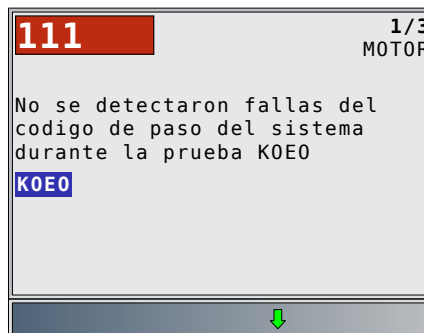 111
1/3
MOTOR
No se detectaron fallas del
codigo de paso del sistema
durante la prueba KOEO
KOEO